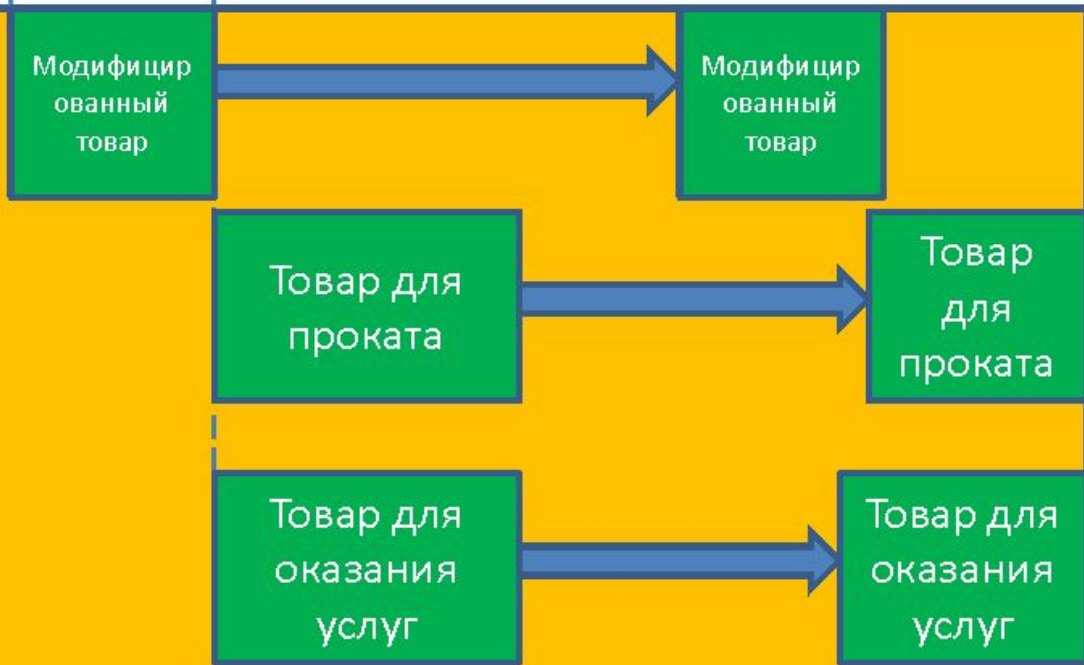 Модифицир
ованный
товар
Модифицир
ованный
товар
Товар для
проката
Товар
для
проката
Товар для
оказания
услуг
Товар для
оказания
услуг